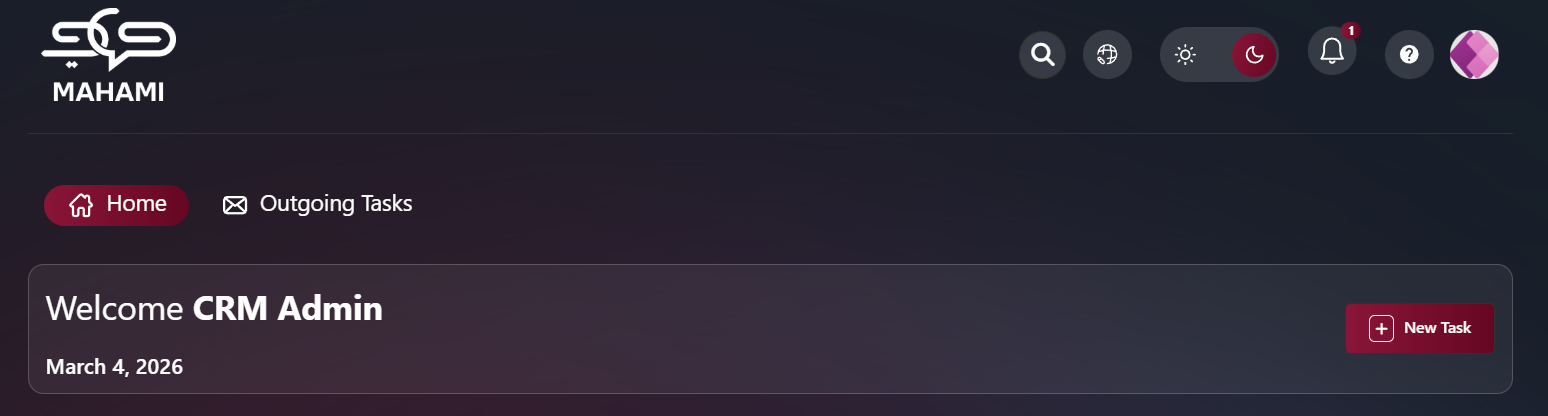 MAHAMI
1
Home
Outgoing Tasks
Welcome CRM Admin
March 4, 2026
New Task